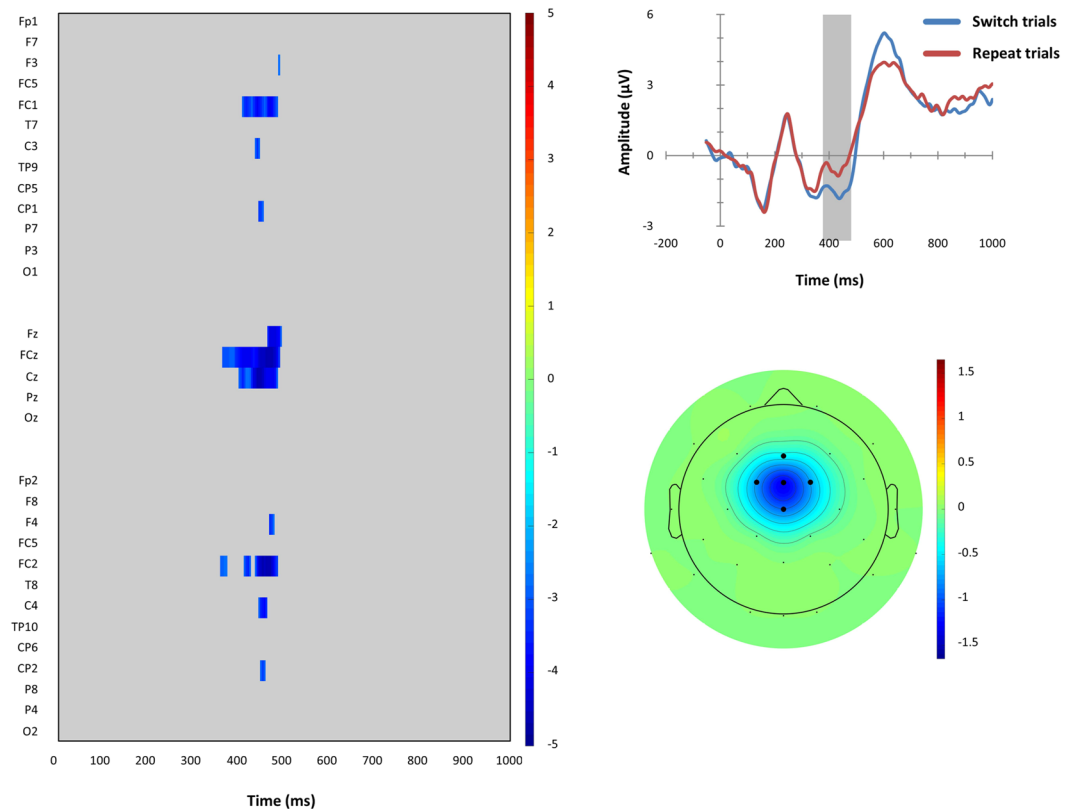 Fp1
F7
F3
FC5
FC1
T7
C3
TP9
CP5
CP1
P7
P3
O1
Fz
FCz
Cz
Pz
Oz
Fp2
F8
F4
FC5
FC2
T8
C4
TP10
CP6
CP2
P8
P4
O2
0 100 200 300 400 500 600 700 800 900 1000
Time (ms)
5
4
3
2
1
0
-1
-2
-3
-4
-5
Switch trials
Repeat trials
Amplitude (µV)
6
3
0
-3
-200 0 200 400 600 800 1000
Time (ms)
1.5
1
0.5
0
-0.5
-1
-1.5